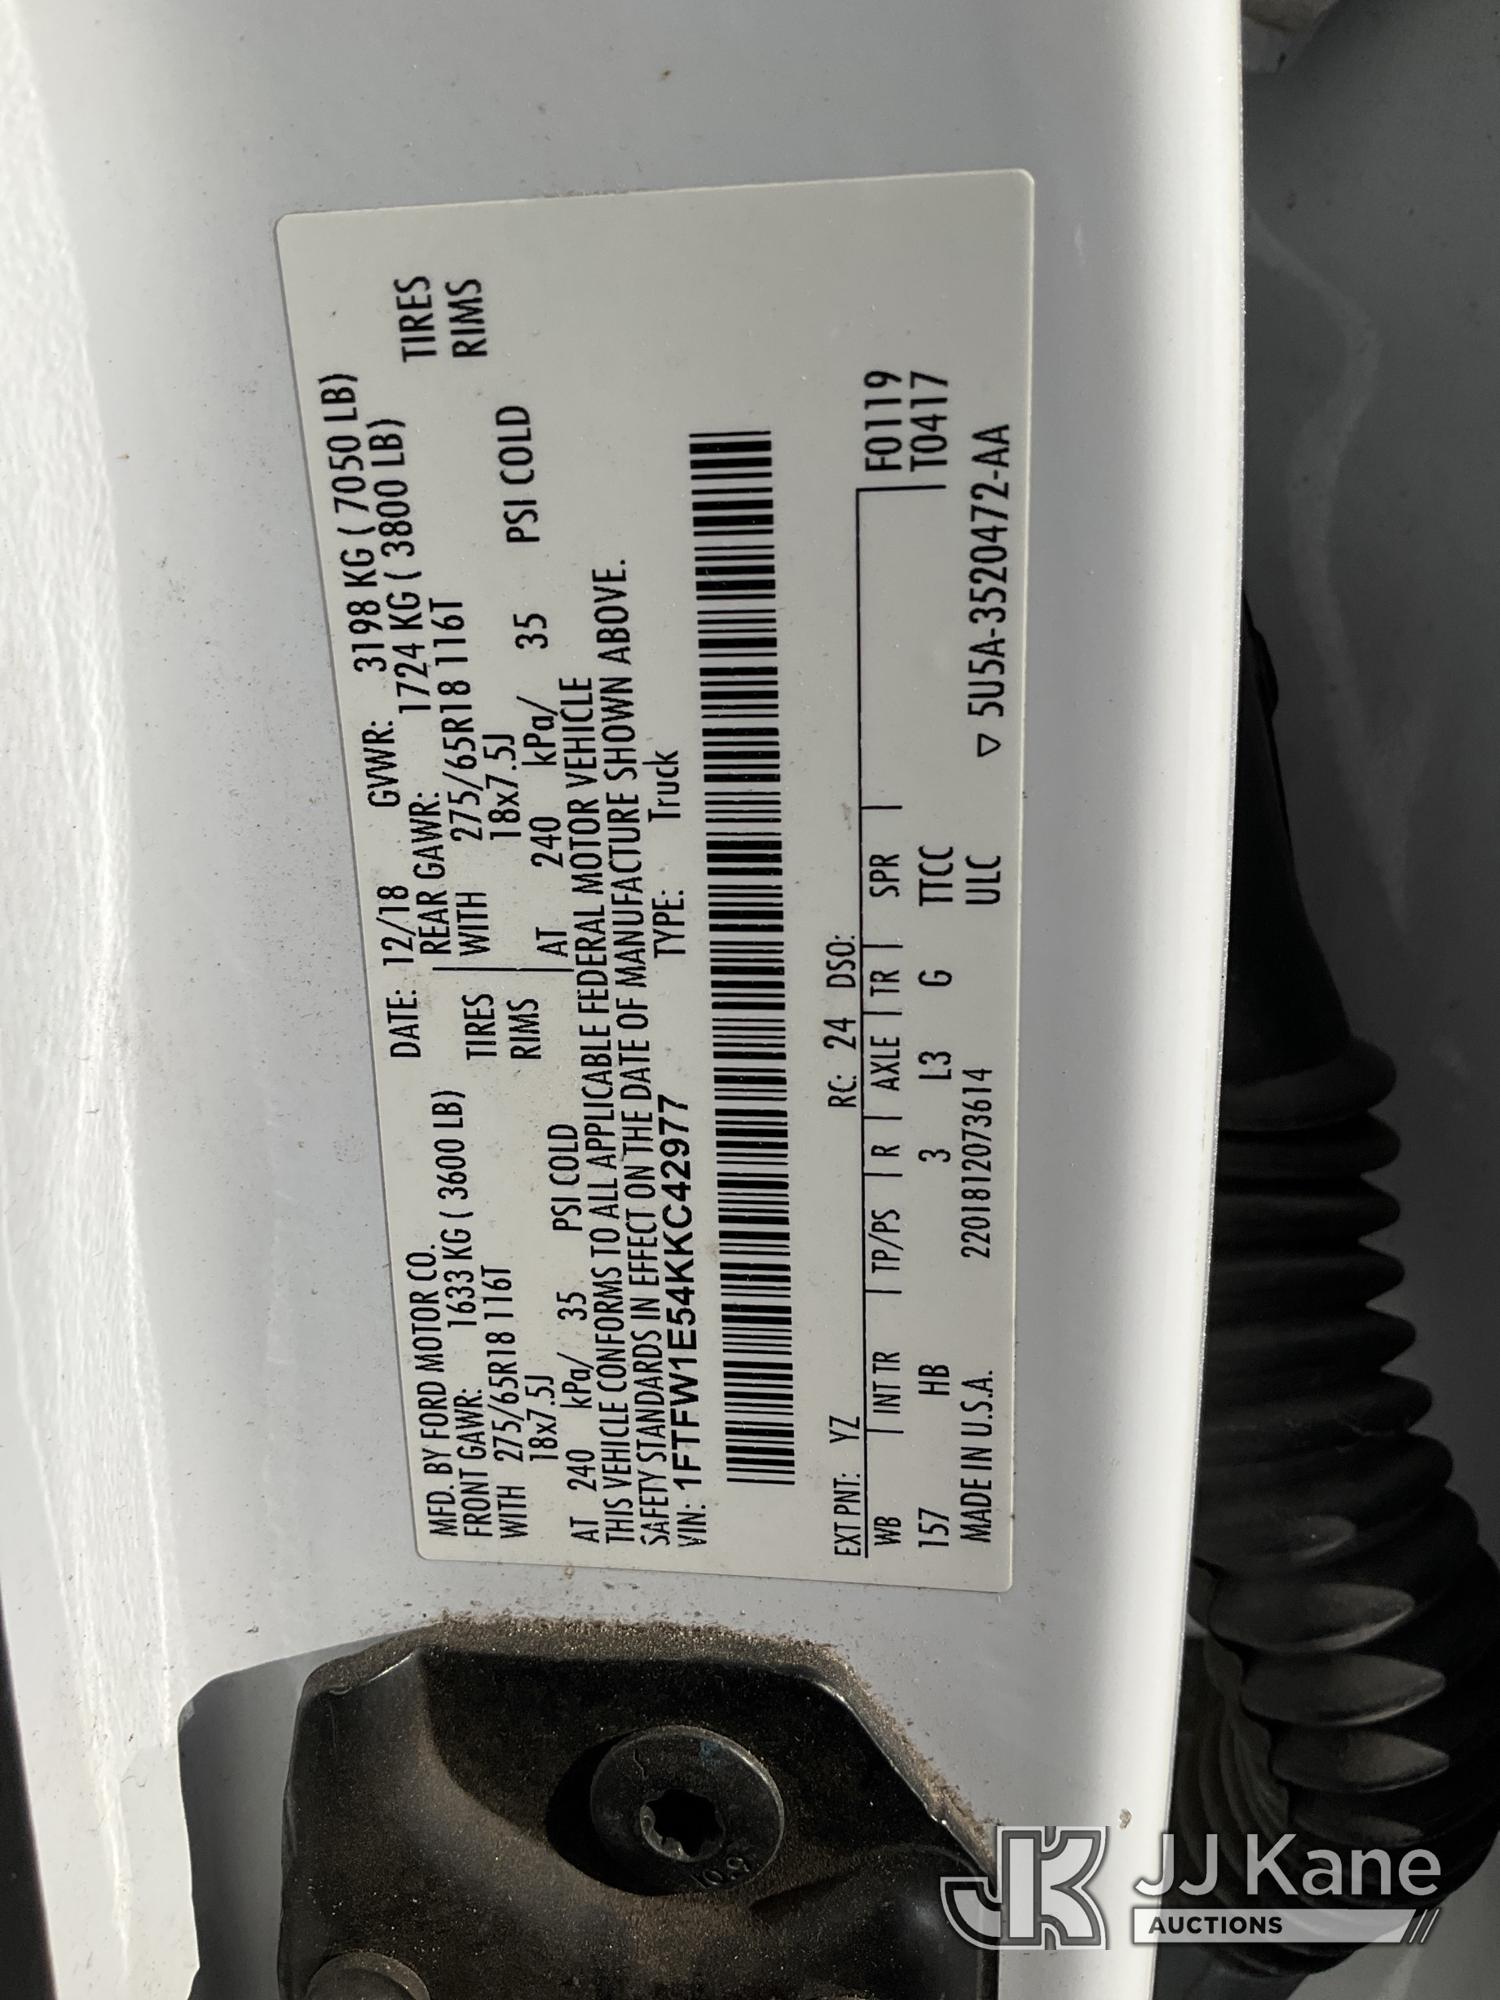 MFD. BY FORD MOTOR CO. DATE: 12/18 GVWR: 3198 KG ( 7050 LB)
FRONT GAWR: 1633 KG ( 3600 LB) REAR GAWR: 1724 KG ( 3800 LB)
WITH 275/65R18 116T TIRES WITH 275/65R18 116T TIRES
18x7.5J RIMS 18x7.5J RIMS
AT 240 kPa/ 35 PSI COLD AT 240 kPa/ 35 PSI COLD
THIS VEHICLE CONFORMS TO ALL APPLICABLE FEDERAL MOTOR VEHICLE
SAFETY STANDARDS IN EFFECT ON THE DATE OF MANUFACTURE SHOWN ABOVE.
VIN: 1FTFW1E54KKC42977 TYPE: Truck
EXT PNT: YZ RC: 24 DSO:
WB INT TR TP/PS R AXLE TR SPR F0119
157 HB 3 L3 G TTCC T0417
MADE IN U.S.A. 2201812073614 ULC ▽ 5U5A-3520472-AA
10.9
JK JJ Kane
AUCTIONS